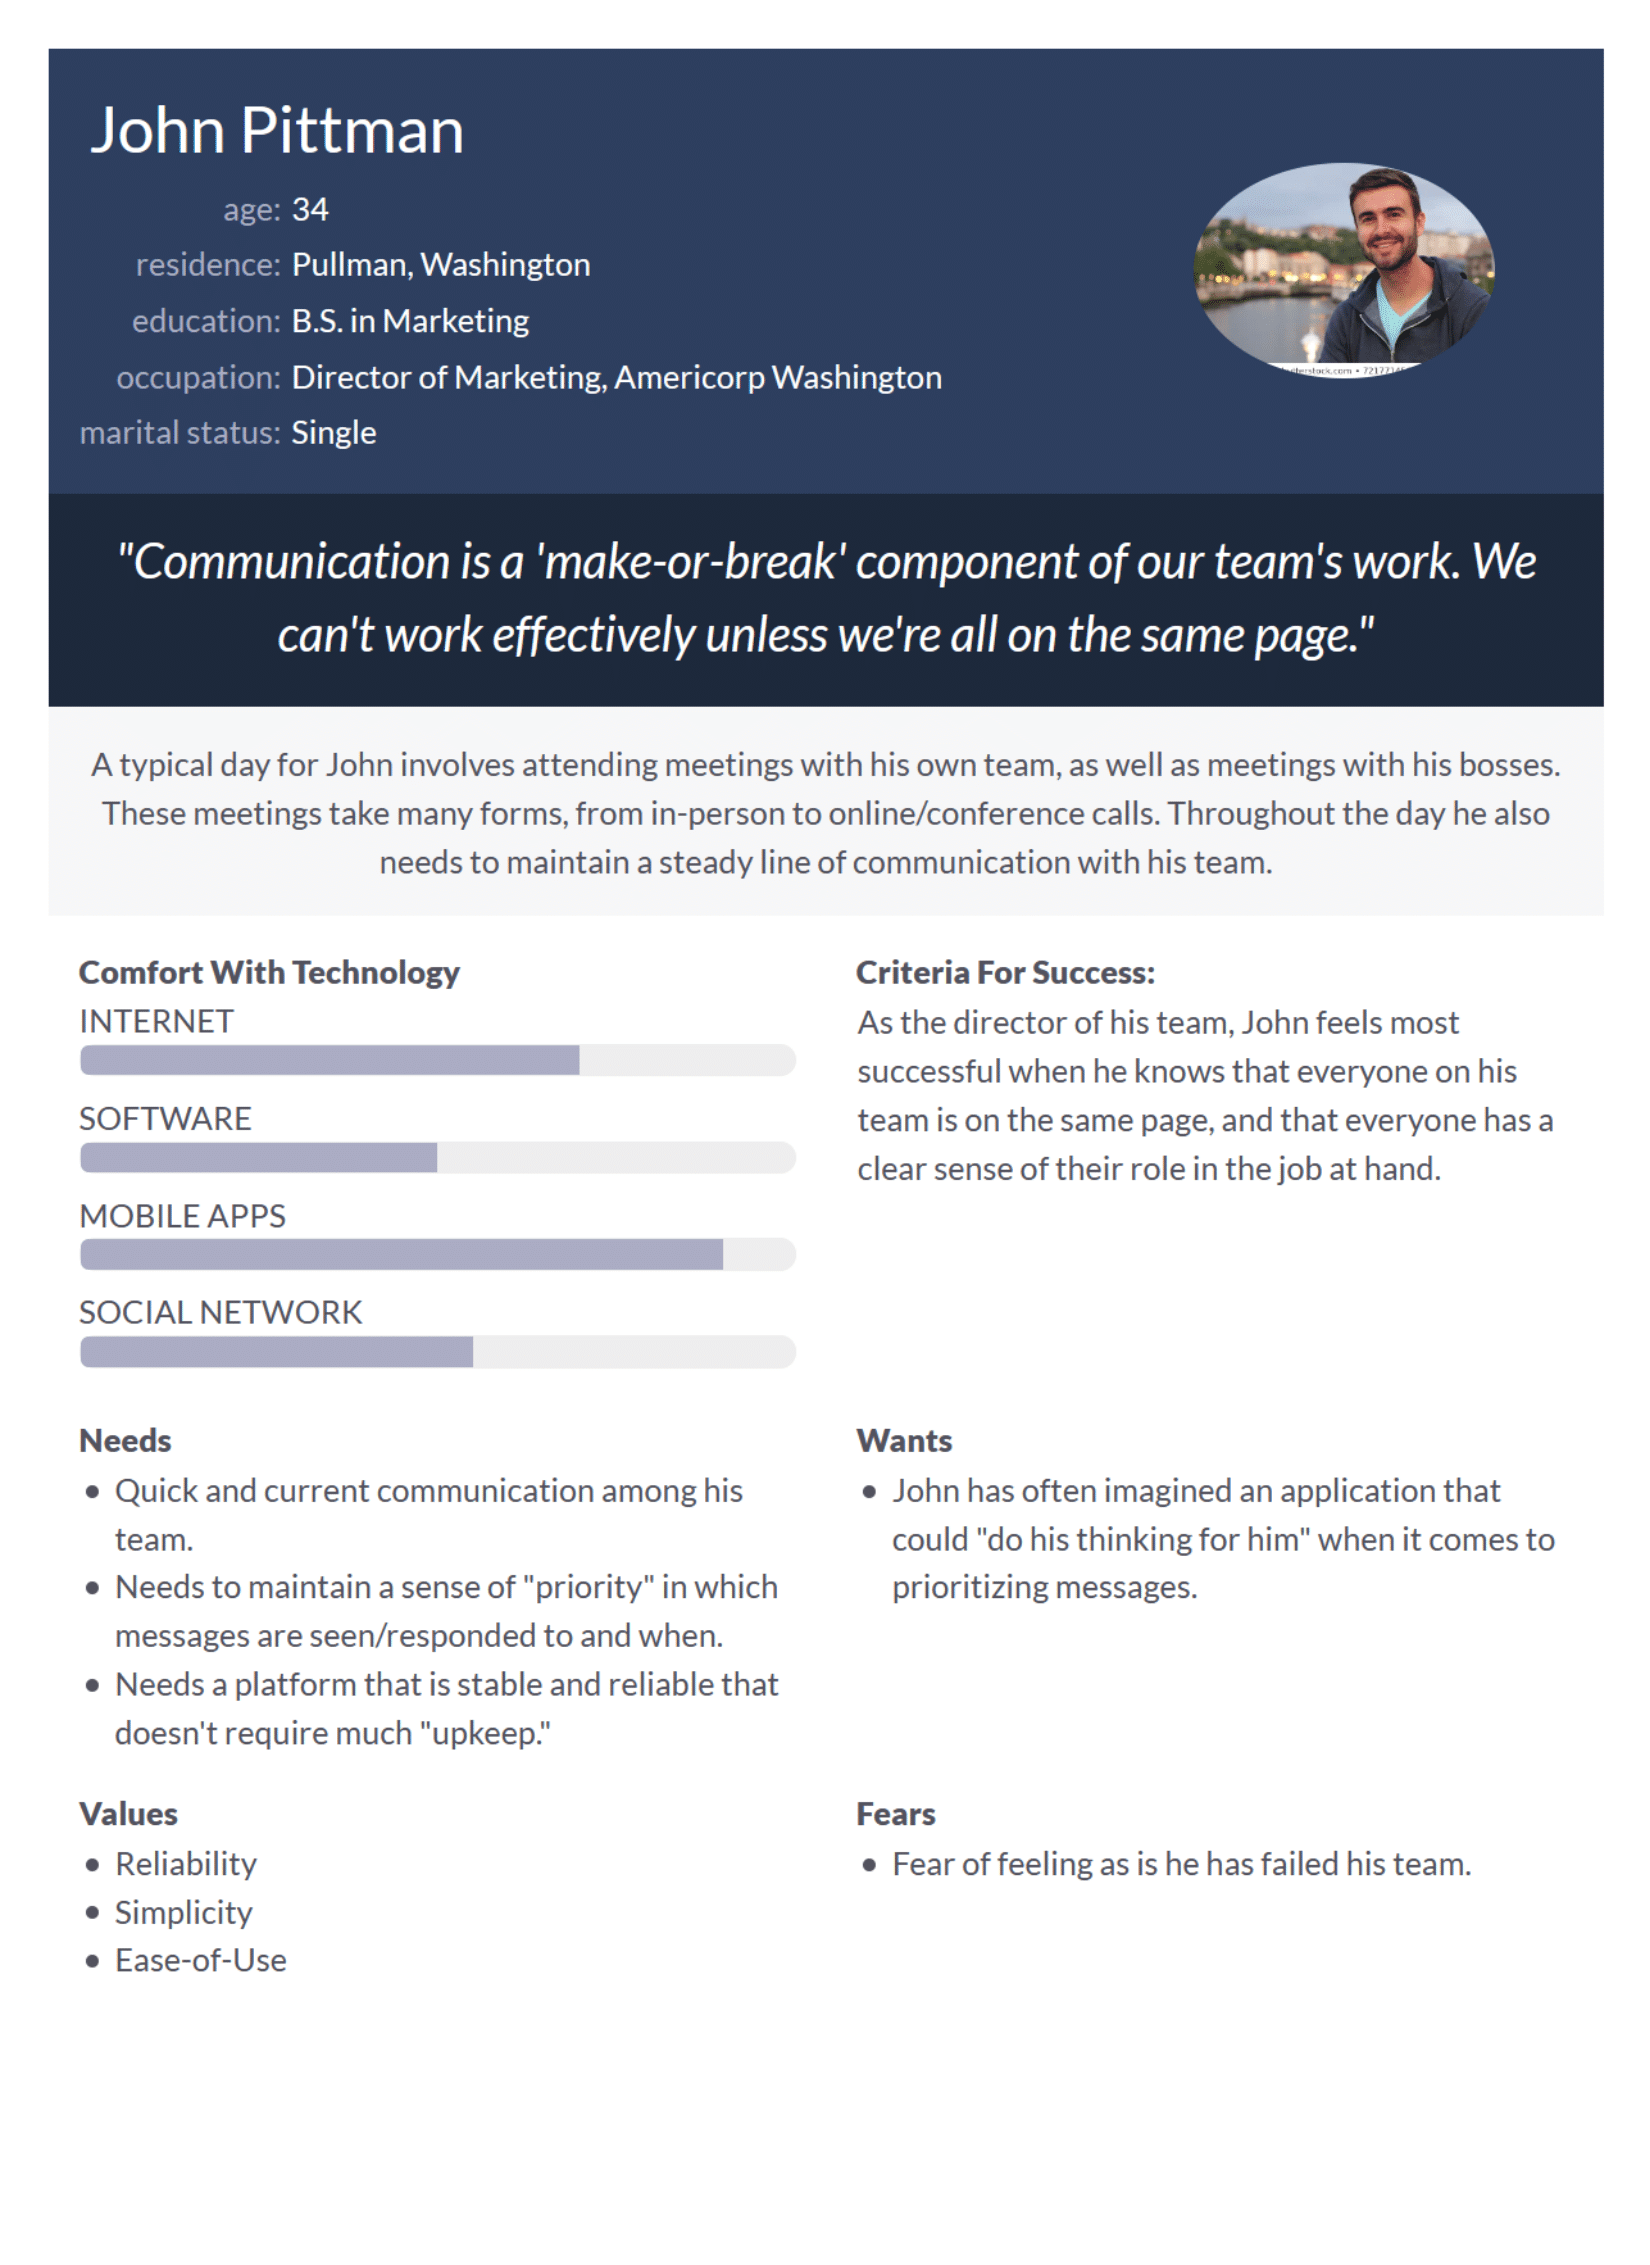 John Pittman
age: 34
residence: Pullman, Washington
education: B.S. in Marketing
occupation: Director of Marketing, Americorp Washington
marital status: Single
"Communication is a 'make-or-break' component of our team's work. We
can't work effectively unless we're all on the same page."
A typical day for John involves attending meetings with his own team, as well as meetings with his bosses.
These meetings take many forms, from in-person to online/conference calls. Throughout the day he also
needs to maintain a steady line of communication with his team.
Comfort With Technology
INTERNET
SOFTWARE
MOBILE APPS
SOCIAL NETWORK
Criteria For Success:
As the director of his team, John feels most
successful when he knows that everyone on his
team is on the same page, and that everyone has a
clear sense of their role in the job at hand.
Needs
• Quick and current communication among his
team.
• Needs to maintain a sense of "priority" in which
messages are seen/responded to and when.
• Needs a platform that is stable and reliable that
doesn't require much "upkeep."
Wants
• John has often imagined an application that
could "do his thinking for him" when it comes to
prioritizing messages.
Values
• Reliability
• Simplicity
• Ease-of-Use
Fears
• Fear of feeling as is he has failed his team.